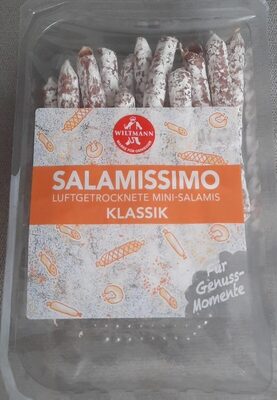 WILTMANN
SALAMISSIMO
LUFTGETROCKNETE MINI-SALAMIS
KLASSIK
Für
Genuss-
Momente